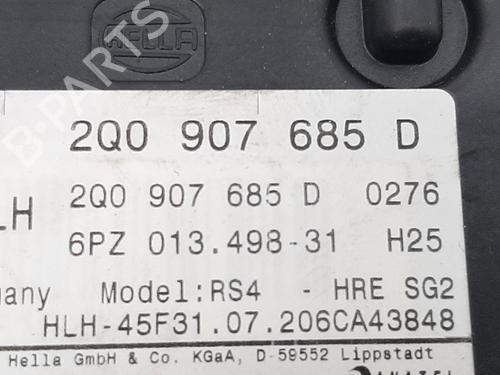 HELLA
B-PARTS
2Q0 907 685 D
LH 2Q0 907 685 D 0276
6PZ 013.498-31 H25
many Model:RS4 - HRE SG2
HLH-45F31.07.206CA43848
Hella GmbH & Co. KGaA, D-59552 Lippstadt